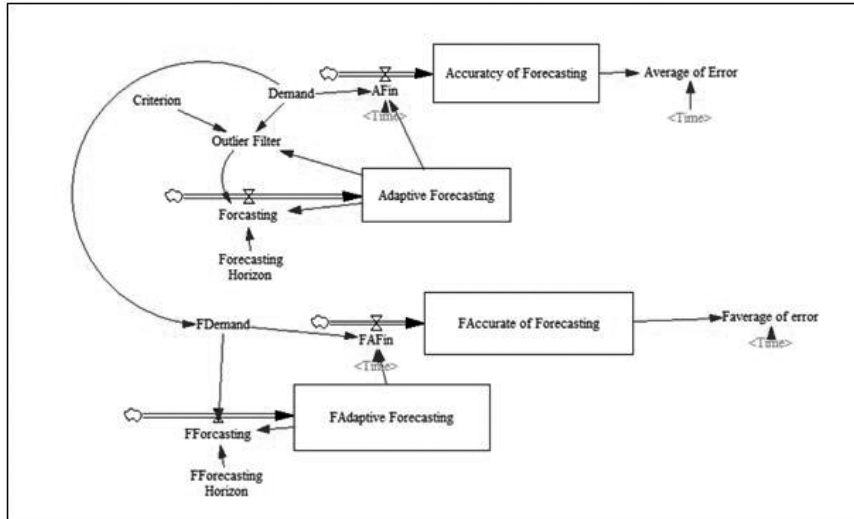 Accuratcy of Forecasting
Average of Error
Demand
AFin
<Time>
<Time>
Criterion
Outlier Filter
Adaptive Forecasting
Forcasting
Forecasting
Horizon
FDemand
FAccurate of Forecasting
Faverage of error
FAFin
<Time>
<Time>
FAdaptive Forecasting
FForcasting
FForecasting
Horizon